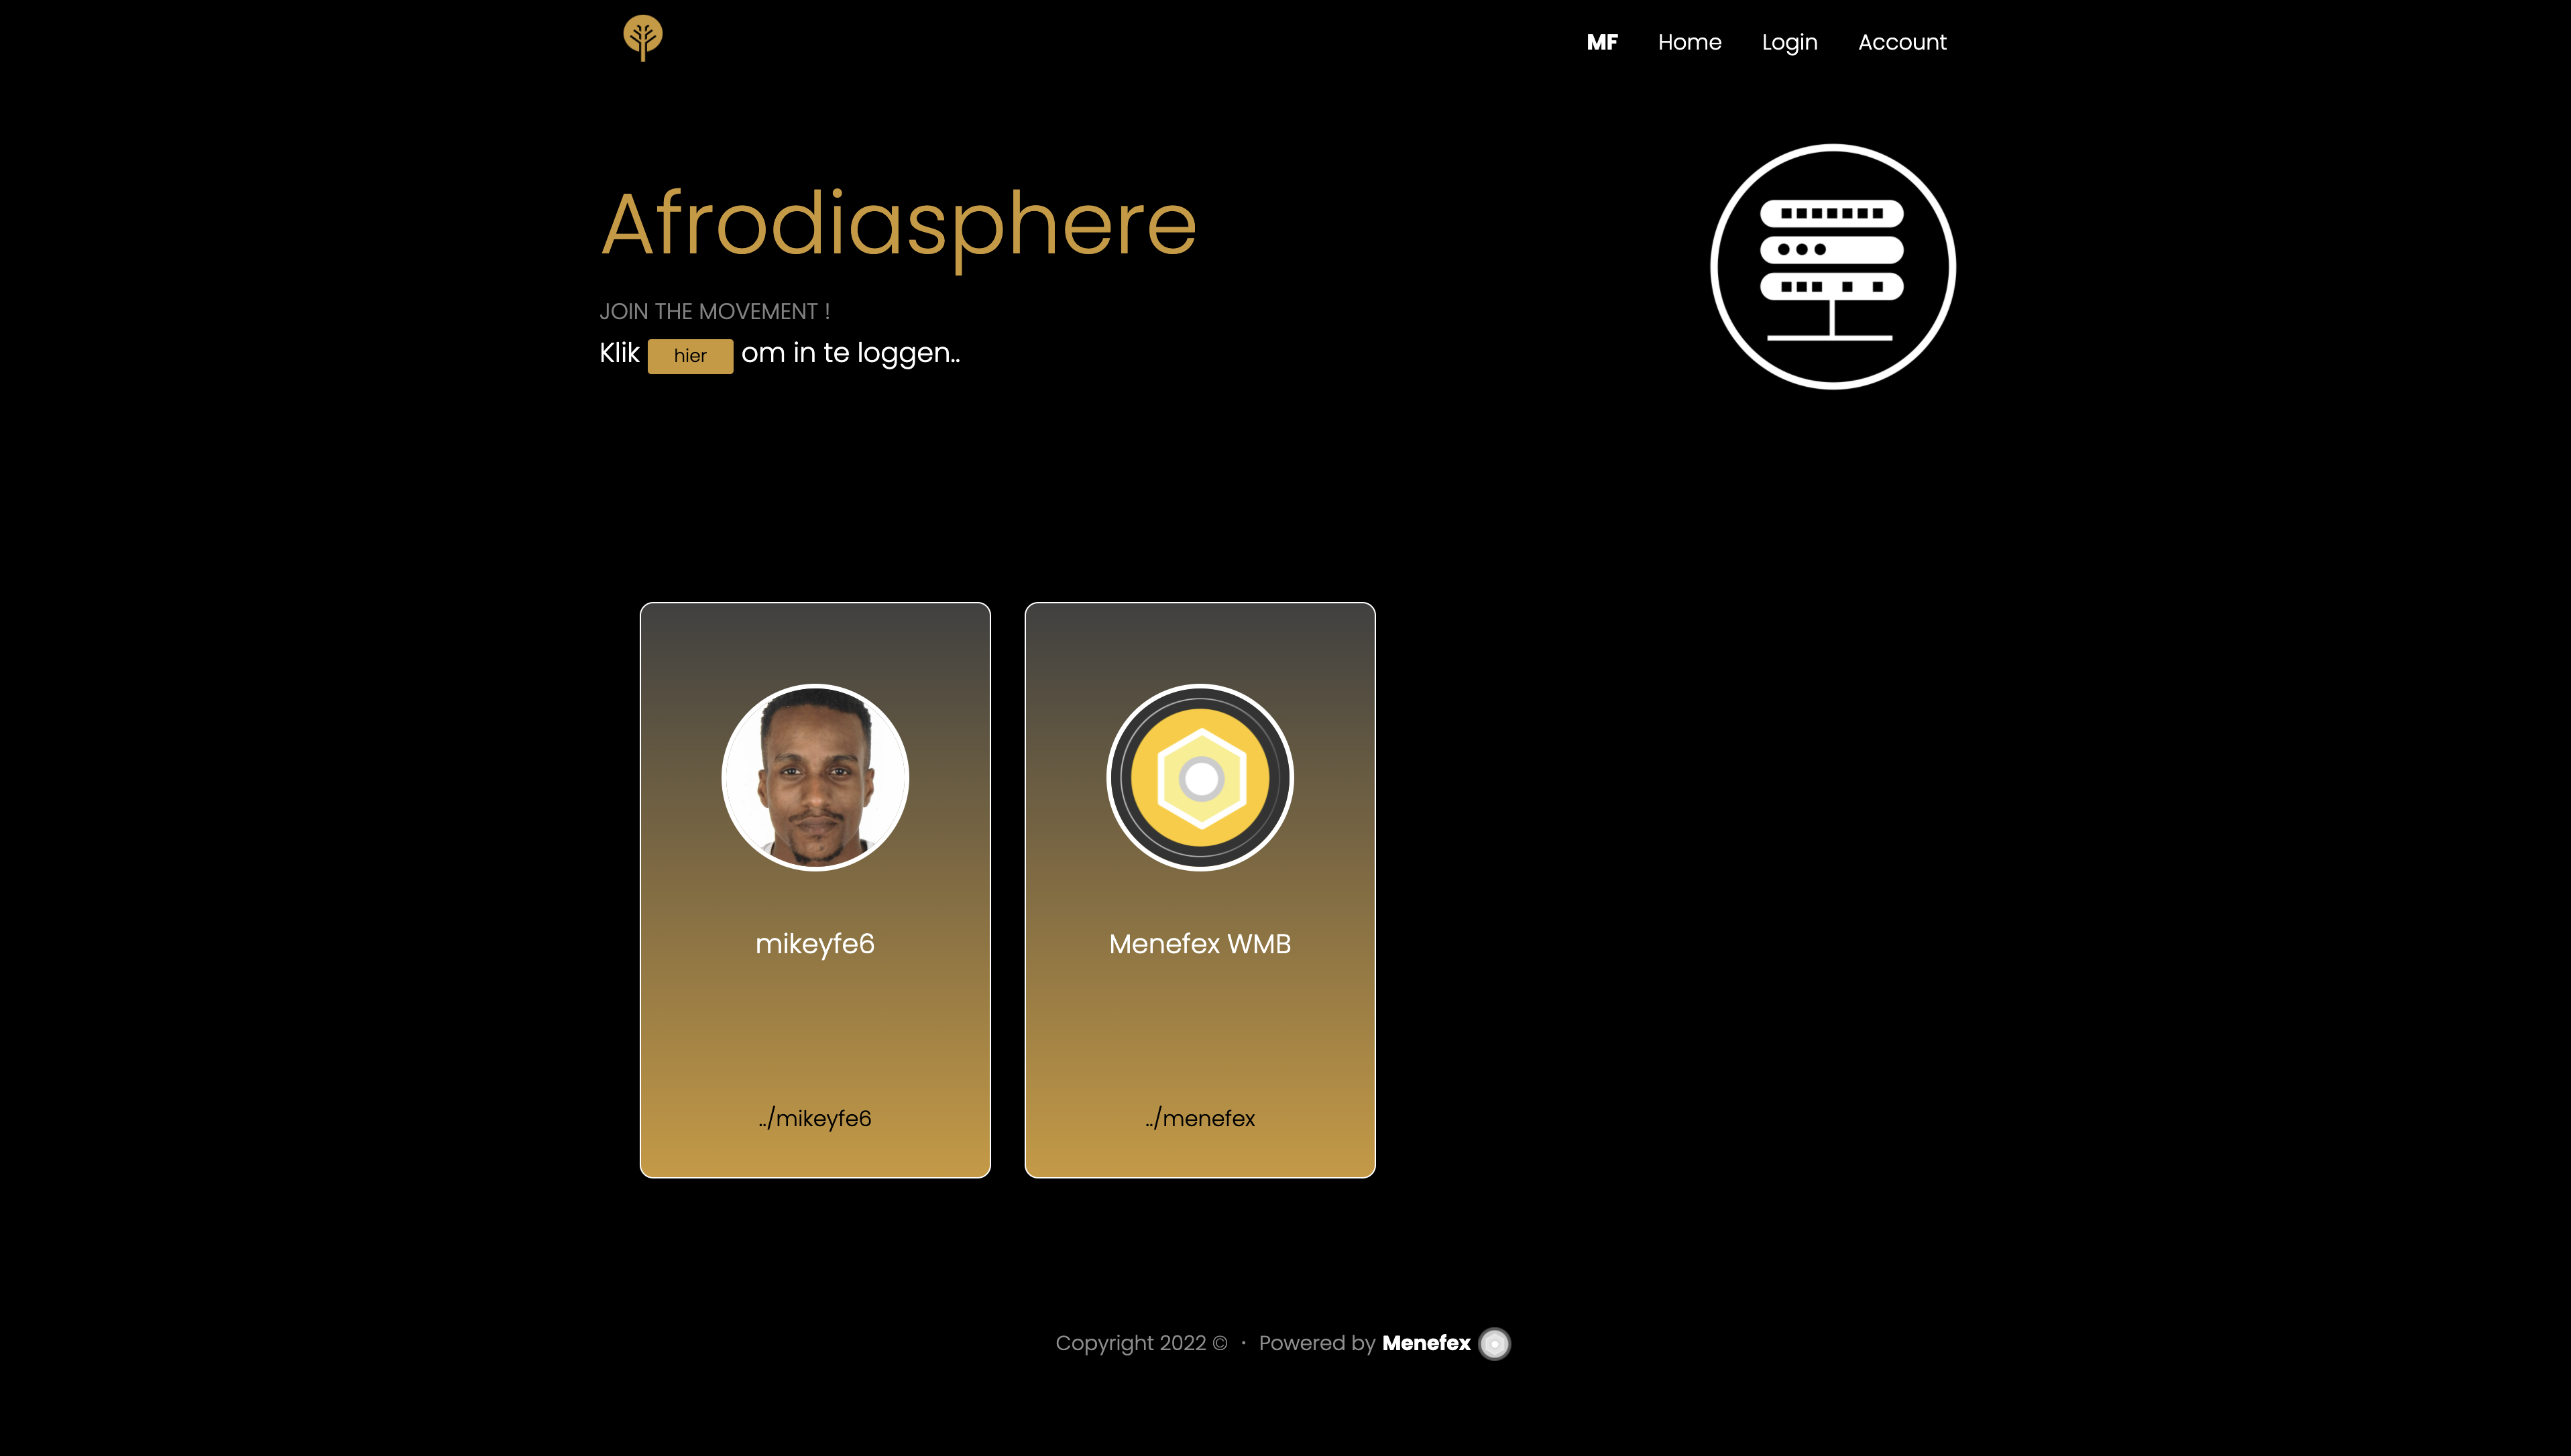 MF Home Login Account
Afrodiasphere
JOIN THE MOVEMENT !
Klik hier om in te loggen..
mikeyfe6
../mikeyfe6
Menefex WMB
../menefex
Copyright 2022 © · Powered by Menefex